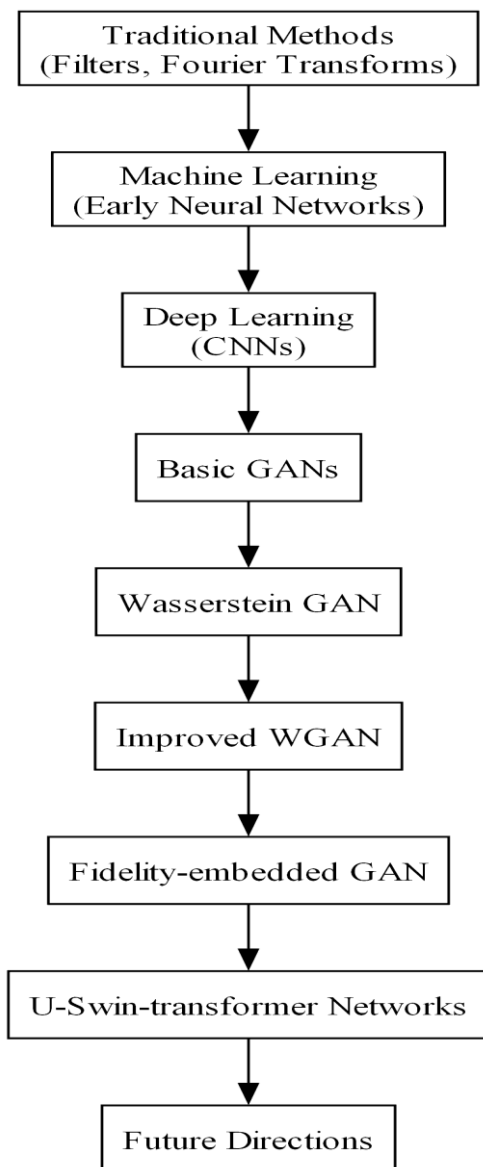 Traditional Methods
(Filters, Fourier Transforms)
Machine Learning
(Early Neural Networks)
Deep Learning
(CNNs)
Basic GANs
Wasserstein GAN
Improved WGAN
Fidelity-embedded GAN
U-Swin-transformer Networks
Future Directions